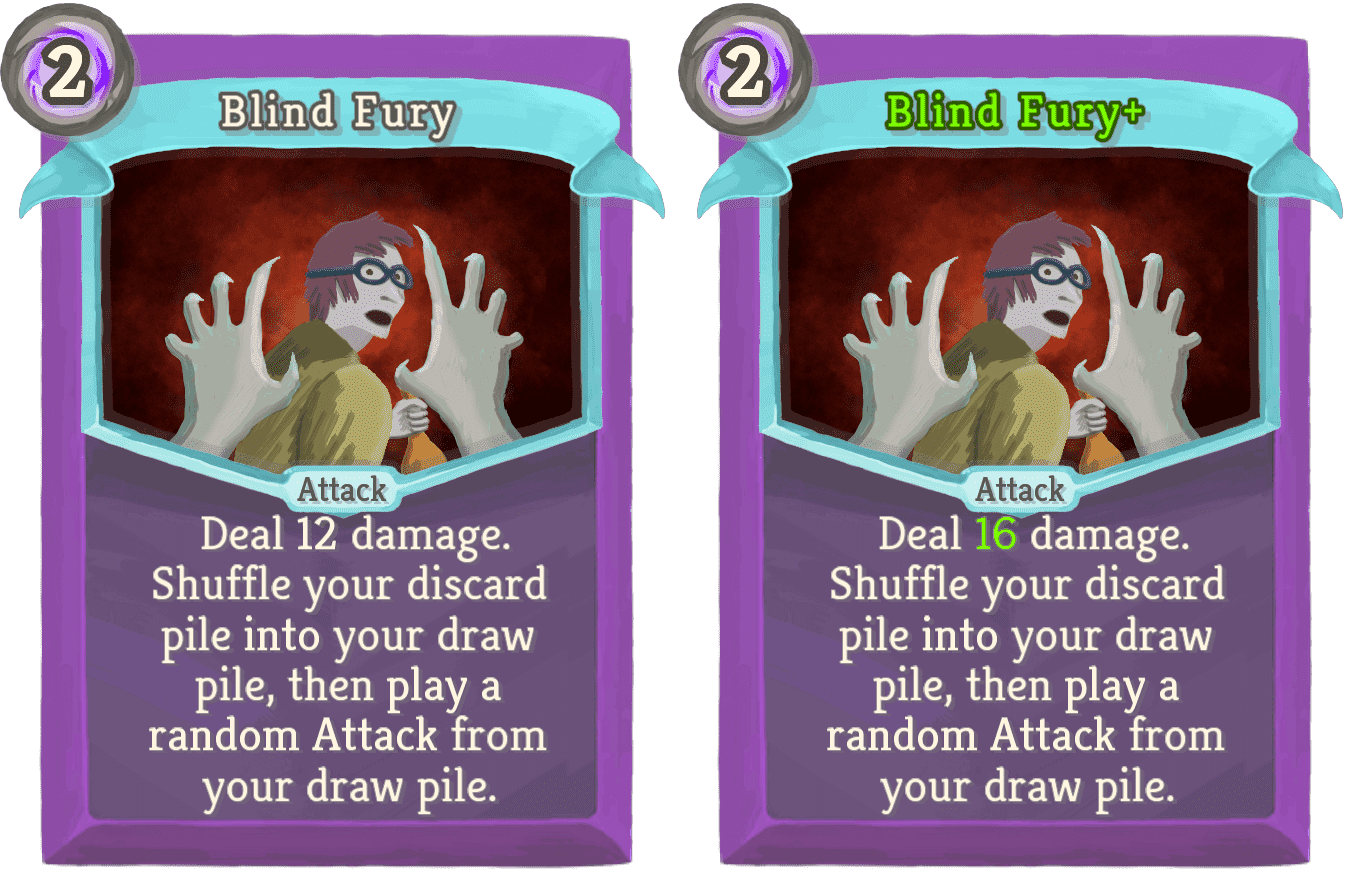 2
Blind Fury
Attack
Deal 12 damage.
Shuffle your discard
pile into your draw
pile, then play a
random Attack from
your draw pile.
2
Blind Fury+
Attack
Deal 16 damage.
Shuffle your discard
pile into your draw
pile, then play a
random Attack from
your draw pile.